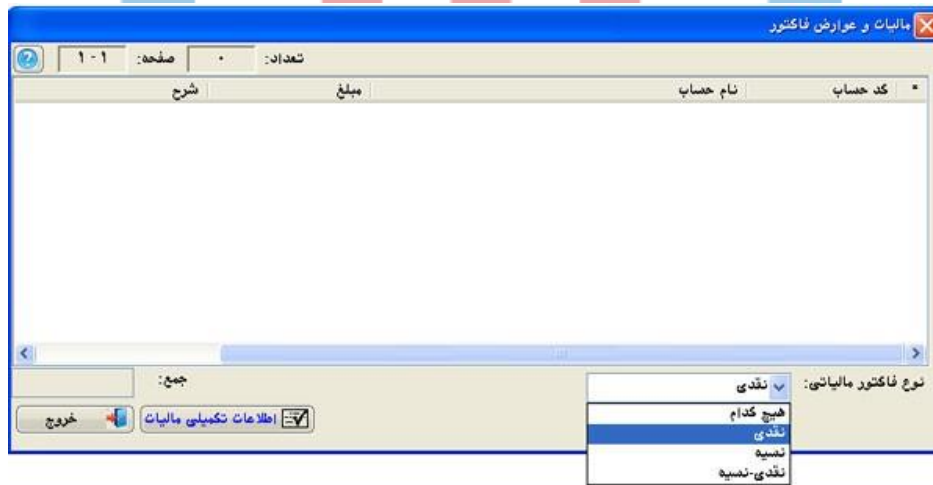 مالیات و عوارض فاکتور
تعداد: ۰ صفحه: ۱ - ۱
* کد حساب نام حساب مبلغ شرح
نوع فاکتور مالیاتی: نقدی جمع:
هیچ کدام
نقدی
نسیه
نقدی-نسیه
اطلاعات تکمیلی مالیات خروج